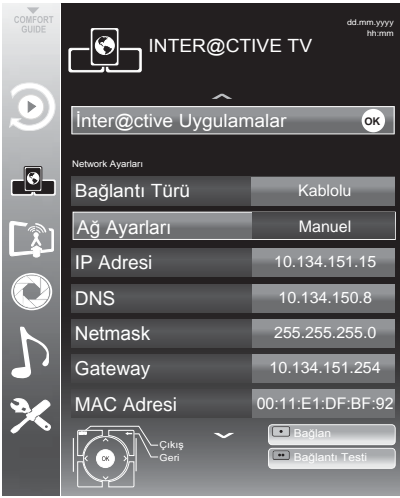 COMFORT
GUIDE
INTER@CTIVE TV
dd.mm.yyyy
hh:mm
İnter@ctive Uygulamalar OK
Network Ayarları
Bağlantı Türü Kablolu
Ağ Ayarları Manuel
IP Adresi 10.134.151.15
DNS 10.134.150.8
Netmask 255.255.255.0
Gateway 10.134.151.254
MAC Adresi 00:11:E1:DF:BF:92
OK
Çıkış
Geri
Bağlan
Bağlantı Testi